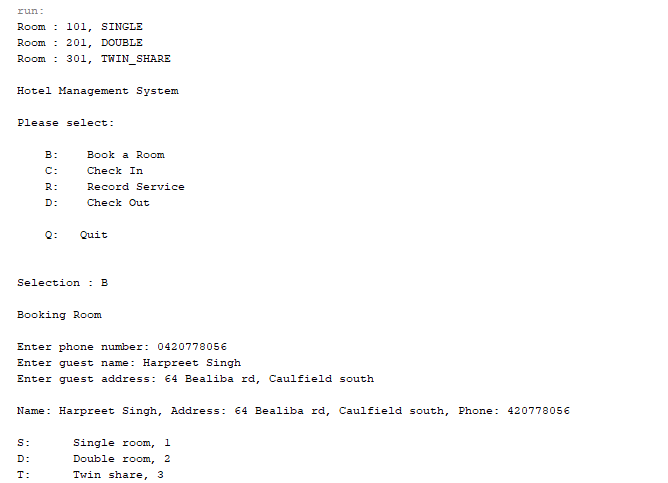 run:
Room : 101, SINGLE
Room : 201, DOUBLE
Room : 301, TWIN_SHARE
Hotel Management System
Please select:
B: Book a Room
C: Check In
R: Record Service
D: Check Out
Q: Quit
Selection : B
Booking Room
Enter phone number: 0420778056
Enter guest name: Harpreet Singh
Enter guest address: 64 Bealiba rd, Caulfield south
Name: Harpreet Singh, Address: 64 Bealiba rd, Caulfield south, Phone: 420778056
S: Single room, 1
D: Double room, 2
T: Twin share, 3